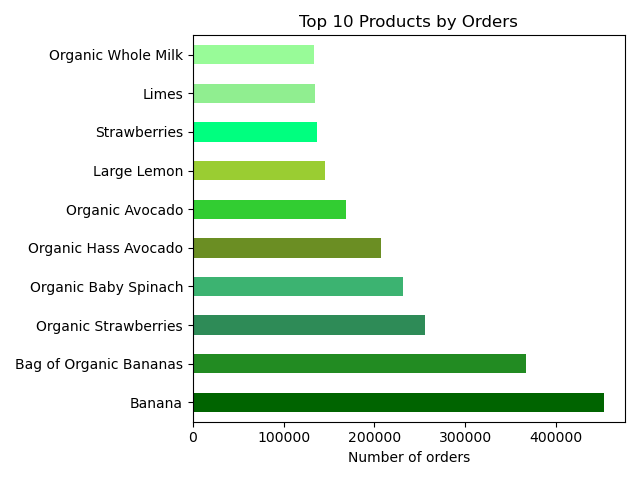 Top 10 Products by Orders
Organic Whole Milk
Limes
Strawberries
Large Lemon
Organic Avocado
Organic Hass Avocado
Organic Baby Spinach
Organic Strawberries
Bag of Organic Bananas
Banana
0 100000 200000 300000 400000
Number of orders